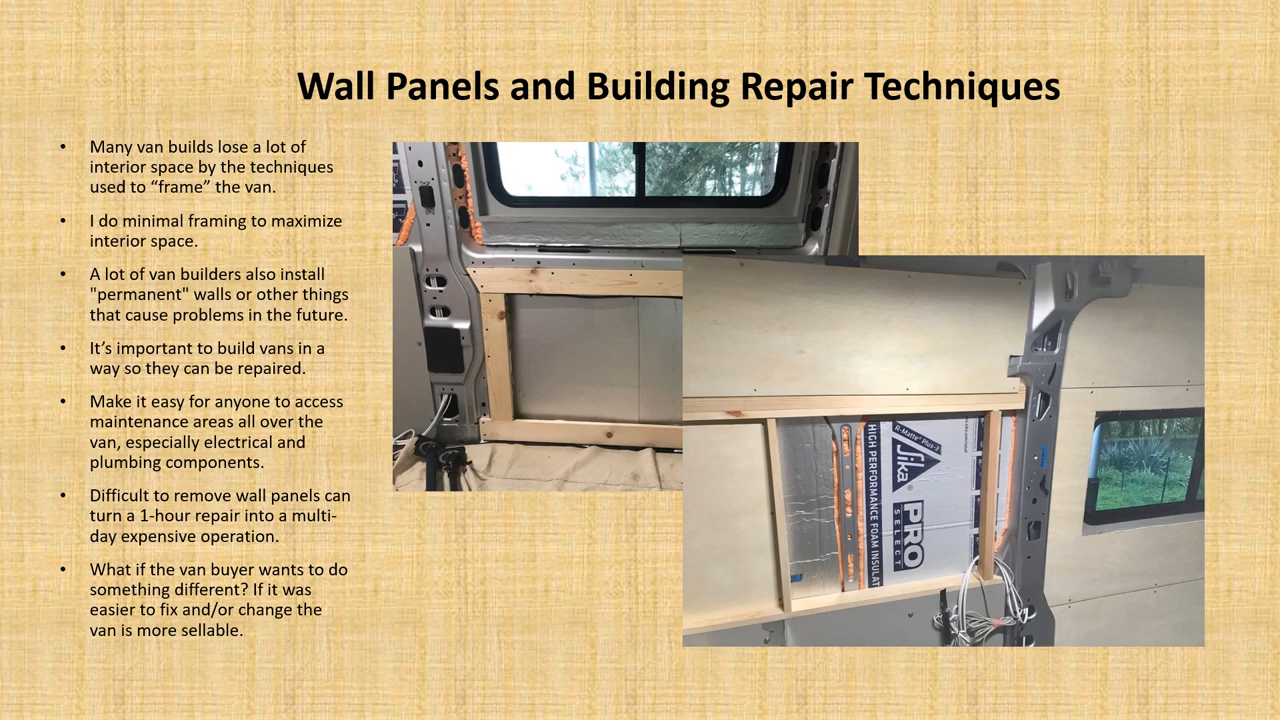 Wall Panels and Building Repair Techniques
• Many van builds lose a lot of
interior space by the techniques
used to “frame” the van.
• I do minimal framing to maximize
interior space.
• A lot of van builders also install
"permanent" walls or other things
that cause problems in the future.
• It’s important to build vans in a
way so they can be repaired.
• Make it easy for anyone to access
maintenance areas all over the
van, especially electrical and
plumbing components.
• Difficult to remove wall panels can
turn a 1-hour repair into a multi-
day expensive operation.
• What if the van buyer wants to do
something different? If it was
easier to fix and/or change the
van is more sellable.
HIGH PERFORMANCE FOAM INSULAT
R-Matte® Plus-3
Sika®
PRO
SELECT